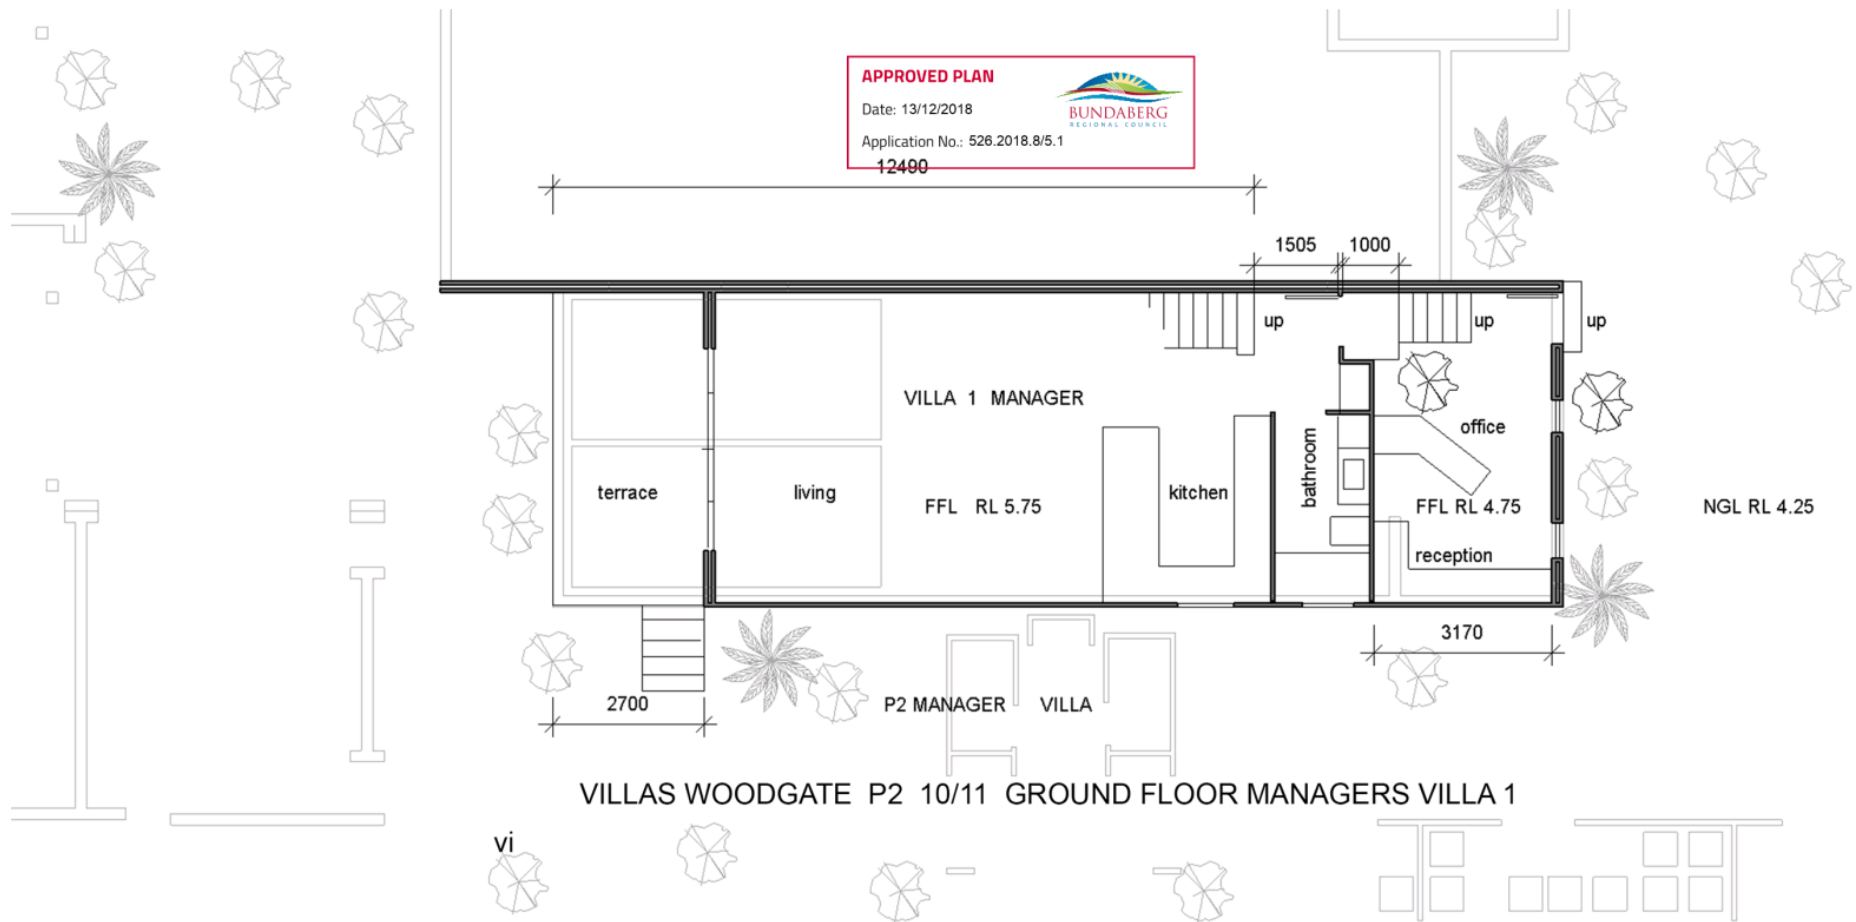 APPROVED PLAN
Date: 13/12/2018
Application No.: 526.2018.8/5.1
BUNDABERG
REGIONAL COUNCIL
12490
1505 1000
up up up
VILLA 1 MANAGER
office
bathroom
terrace living kitchen
FFL RL 5.75 FFL RL 4.75 NGL RL 4.25
reception
3170
2700 P2 MANAGER VILLA
VILLAS WOODGATE P2 10/11 GROUND FLOOR MANAGERS VILLA 1
vi